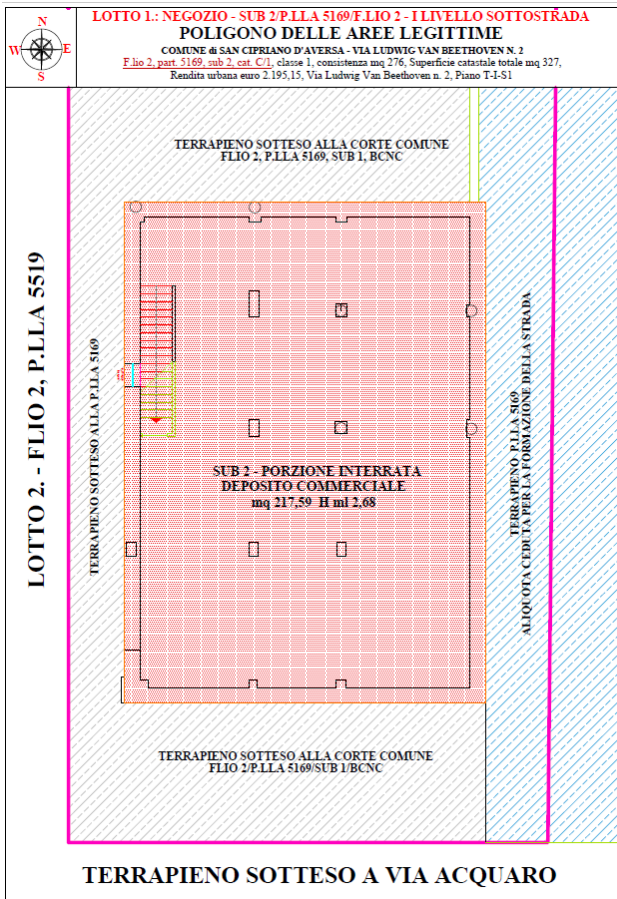 LOTTO 1.: NEGOZIO - SUB 2/P.LLA 5169/F.LIO 2 - I LIVELLO SOTTOSTRADA
POLIGONO DELLE AREE LEGITTIME
COMUNE di SAN CIPRIANO D'AVERSA - VIA LUDWIG VAN BEETHOVEN N. 2
F.lio 2, part. 5169, sub 2, cat. C/1, classe 1, consistenza mq 276, Superficie catastale totale mq 327,
Rendita urbana euro 2.195,15, Via Ludwig Van Beethoven n. 2, Piano T-I-S1
N
W E
S
TERRAPIENO SOTTESO ALLA CORTE COMUNE
FLIO 2, P.LLA 5169, SUB 1, BCNC
LOTTO 2. - FLIO 2, P.LLA 5519
TERRAPIENO SOTTESO ALLA P.LLA 5169
SUB 2 - PORZIONE INTERRATA
DEPOSITO COMMERCIALE
mq 217,59 H ml 2,68
TERRAPIENO P.LLA 5169
ALIQUOTA CEDUTA PER LA FORMAZIONE DELLA STRADA
TERRAPIENO SOTTESO ALLA CORTE COMUNE
FLIO 2/P.LLA 5169/SUB 1/BCNC
TERRAPIENO SOTTESO A VIA ACQUARO